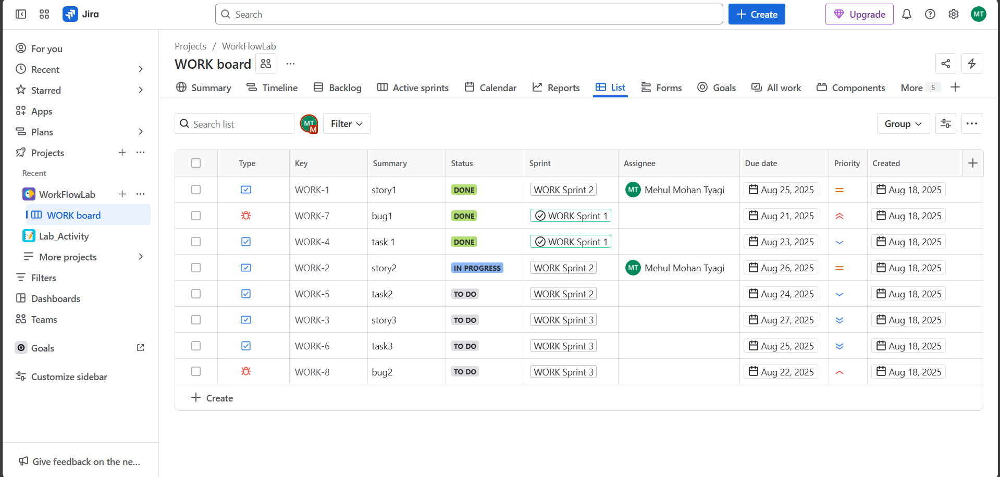 Jira
Search
Create
Upgrade
MT
For you
Recent
Starred
Apps
Plans
Projects
Recent
WorkFlowLab
WORK board
Lab_Activity
More projects
Filters
Dashboards
Teams
Goals
Customize sidebar
Give feedback on the ne...
Projects / WorkFlowLab
WORK board
Summary Timeline Backlog Active sprints Calendar Reports List Forms Goals All work Components More 5
Search list MT M Filter Group
Type Key Summary Status Sprint Assignee Due date Priority Created
WORK-1 story1 DONE WORK Sprint 2 MT Mehul Mohan Tyagi Aug 25, 2025 Aug 18, 2025
WORK-7 bug1 DONE WORK Sprint 1 Aug 21, 2025 Aug 18, 2025
WORK-4 task 1 DONE WORK Sprint 1 Aug 23, 2025 Aug 18, 2025
WORK-2 story2 IN PROGRESS WORK Sprint 2 MT Mehul Mohan Tyagi Aug 26, 2025 Aug 18, 2025
WORK-5 task2 TO DO WORK Sprint 2 Aug 24, 2025 Aug 18, 2025
WORK-3 story3 TO DO WORK Sprint 3 Aug 27, 2025 Aug 18, 2025
WORK-6 task3 TO DO WORK Sprint 3 Aug 25, 2025 Aug 18, 2025
WORK-8 bug2 TO DO WORK Sprint 3 Aug 22, 2025 Aug 18, 2025
Create